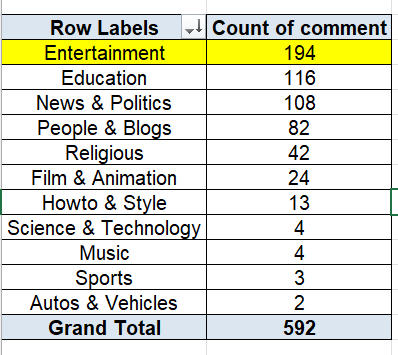 Row Labels Count of comment
Entertainment 194
Education 116
News & Politics 108
People & Blogs 82
Religious 42
Film & Animation 24
Howto & Style 13
Science & Technology 4
Music 4
Sports 3
Autos & Vehicles 2
Grand Total 592